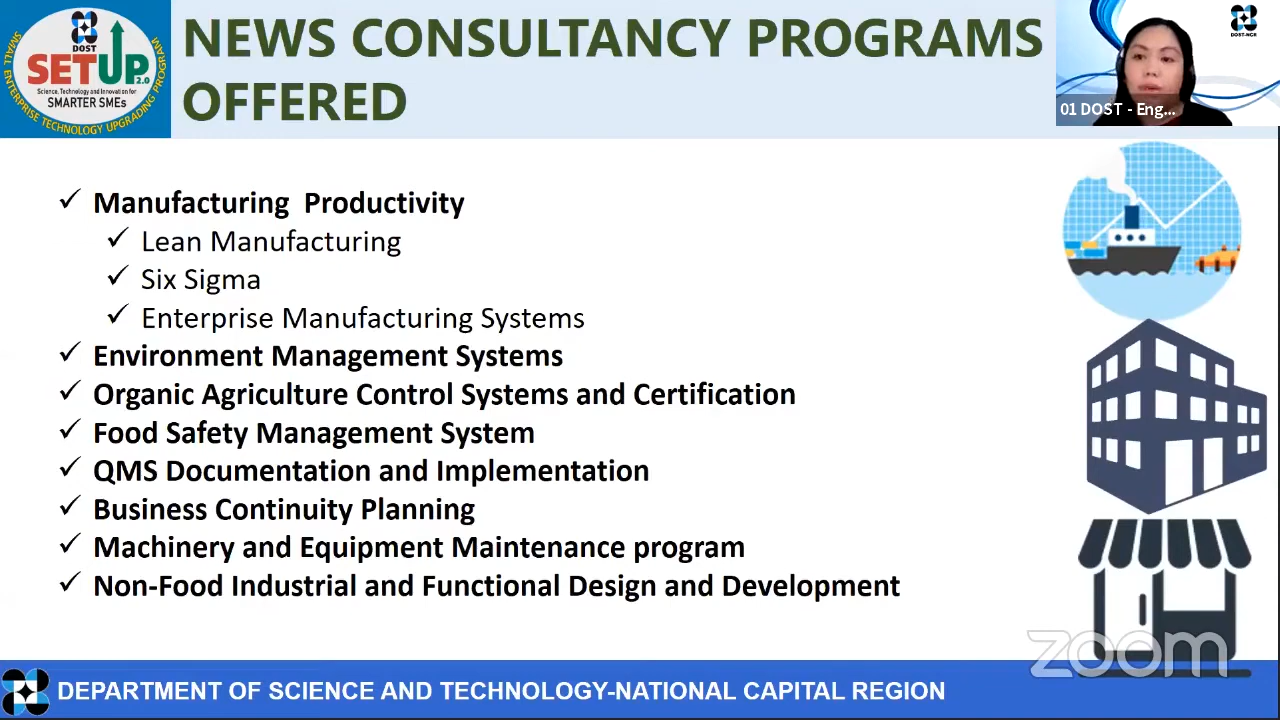 DOST
SETUP 2.0
Science, Technology and Innovation for
SMARTER SMEs
SMALL ENTERPRISE TECHNOLOGY UPGRADING PROGRAM
NEWS CONSULTANCY PROGRAMS
OFFERED
DOST-NCR
01 DOST - Eng...
✓ Manufacturing Productivity
✓ Lean Manufacturing
✓ Six Sigma
✓ Enterprise Manufacturing Systems
✓ Environment Management Systems
✓ Organic Agriculture Control Systems and Certification
✓ Food Safety Management System
✓ QMS Documentation and Implementation
✓ Business Continuity Planning
✓ Machinery and Equipment Maintenance program
✓ Non-Food Industrial and Functional Design and Development
zoom
DEPARTMENT OF SCIENCE AND TECHNOLOGY-NATIONAL CAPITAL REGION